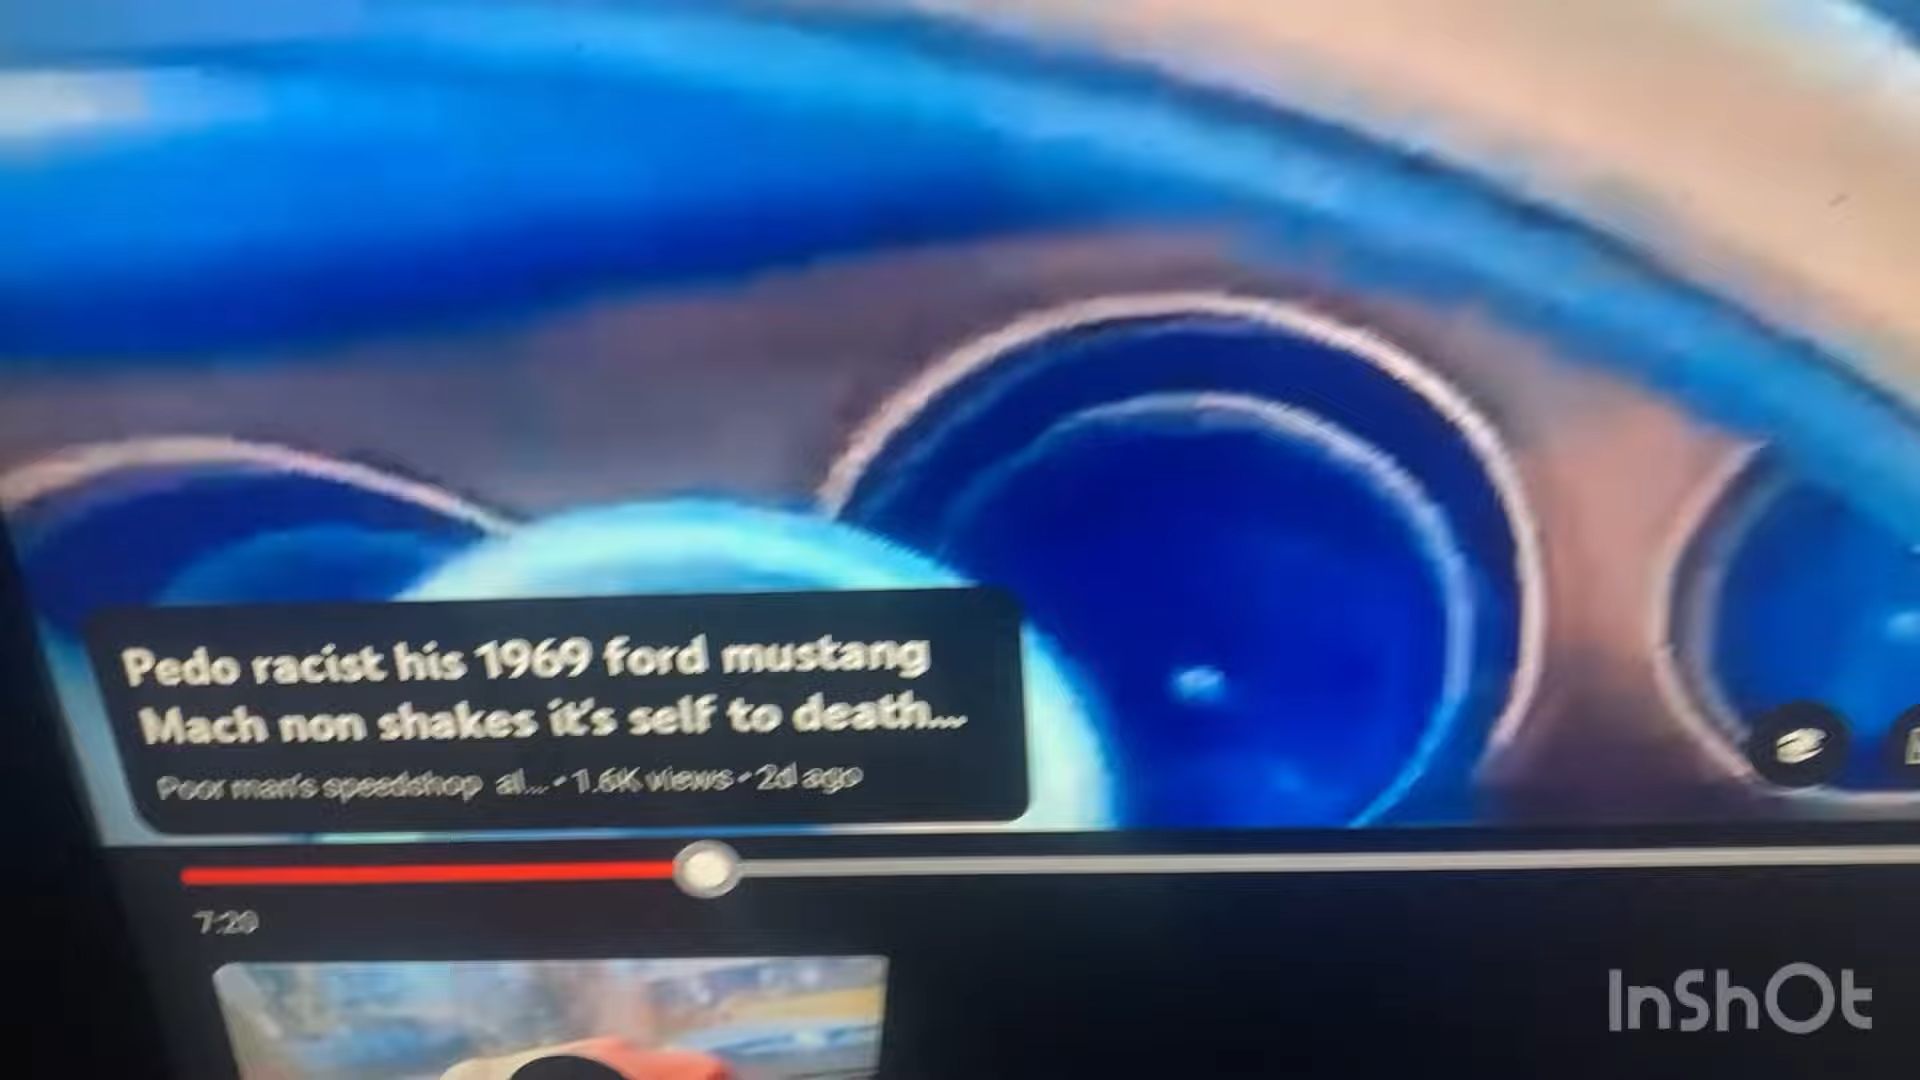 Pedo racist his 1969 ford mustang
Mach non shakes it's self to death...
Poor man's speedshop al... • 1.6K views • 2d ago
7:20
InShOt